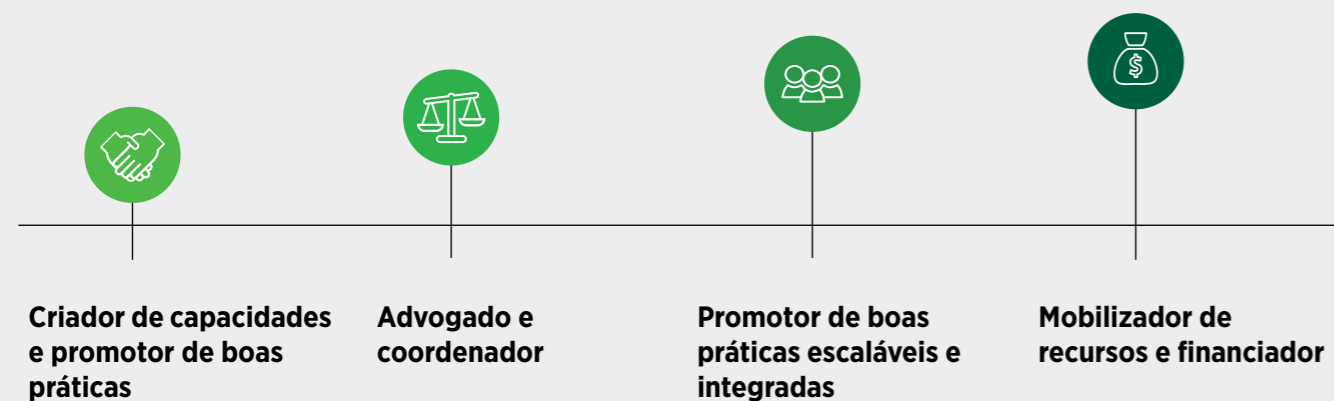 $
Criador de capacidades
e promotor de boas
práticas
Advogado e
coordenador
Promotor de boas
práticas escaláveis e
integradas
Mobilizador de
recursos e financiador